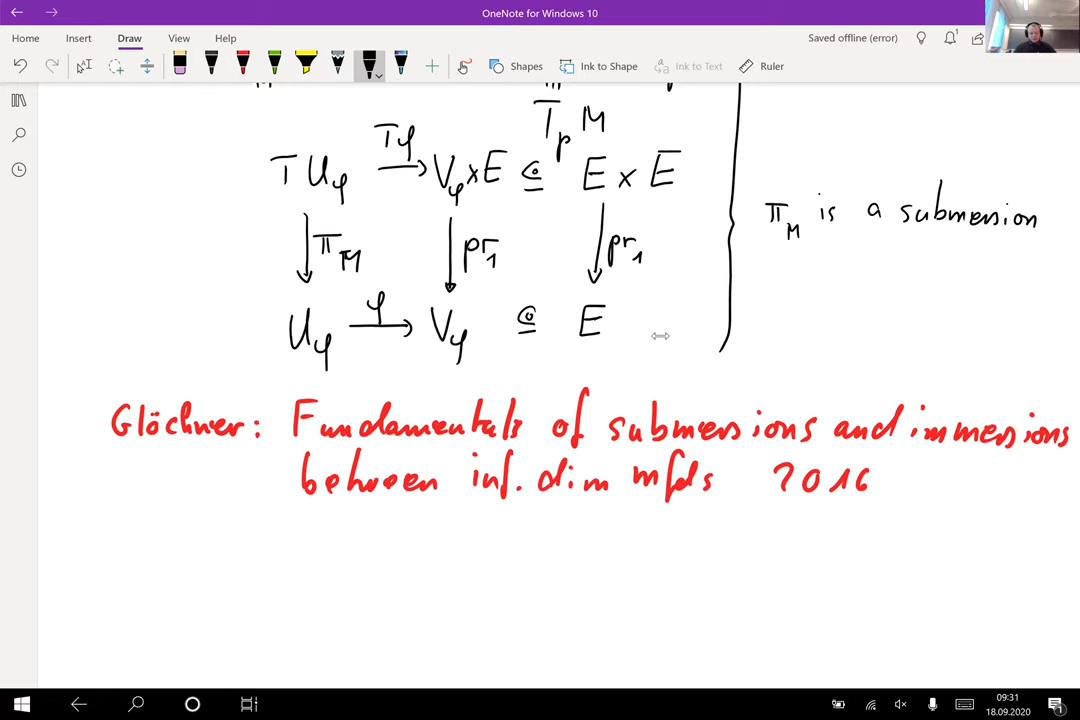 OneNote for Windows 10
Home Insert Draw View Help Saved offline (error)
Shapes Ink to Shape Ink to Text Ruler
T_p M
TU_φ Tφ→ V_φ × E ⊆ E × E
↓ π_M ↓ pr_1 ↓ pr_1
π_M is a submersion
U_φ φ→ V_φ ⊆ E
Glöckner: Fundamentals of submersions and immersions
between inf. dim mfds 2016
09:31
18.09.2020